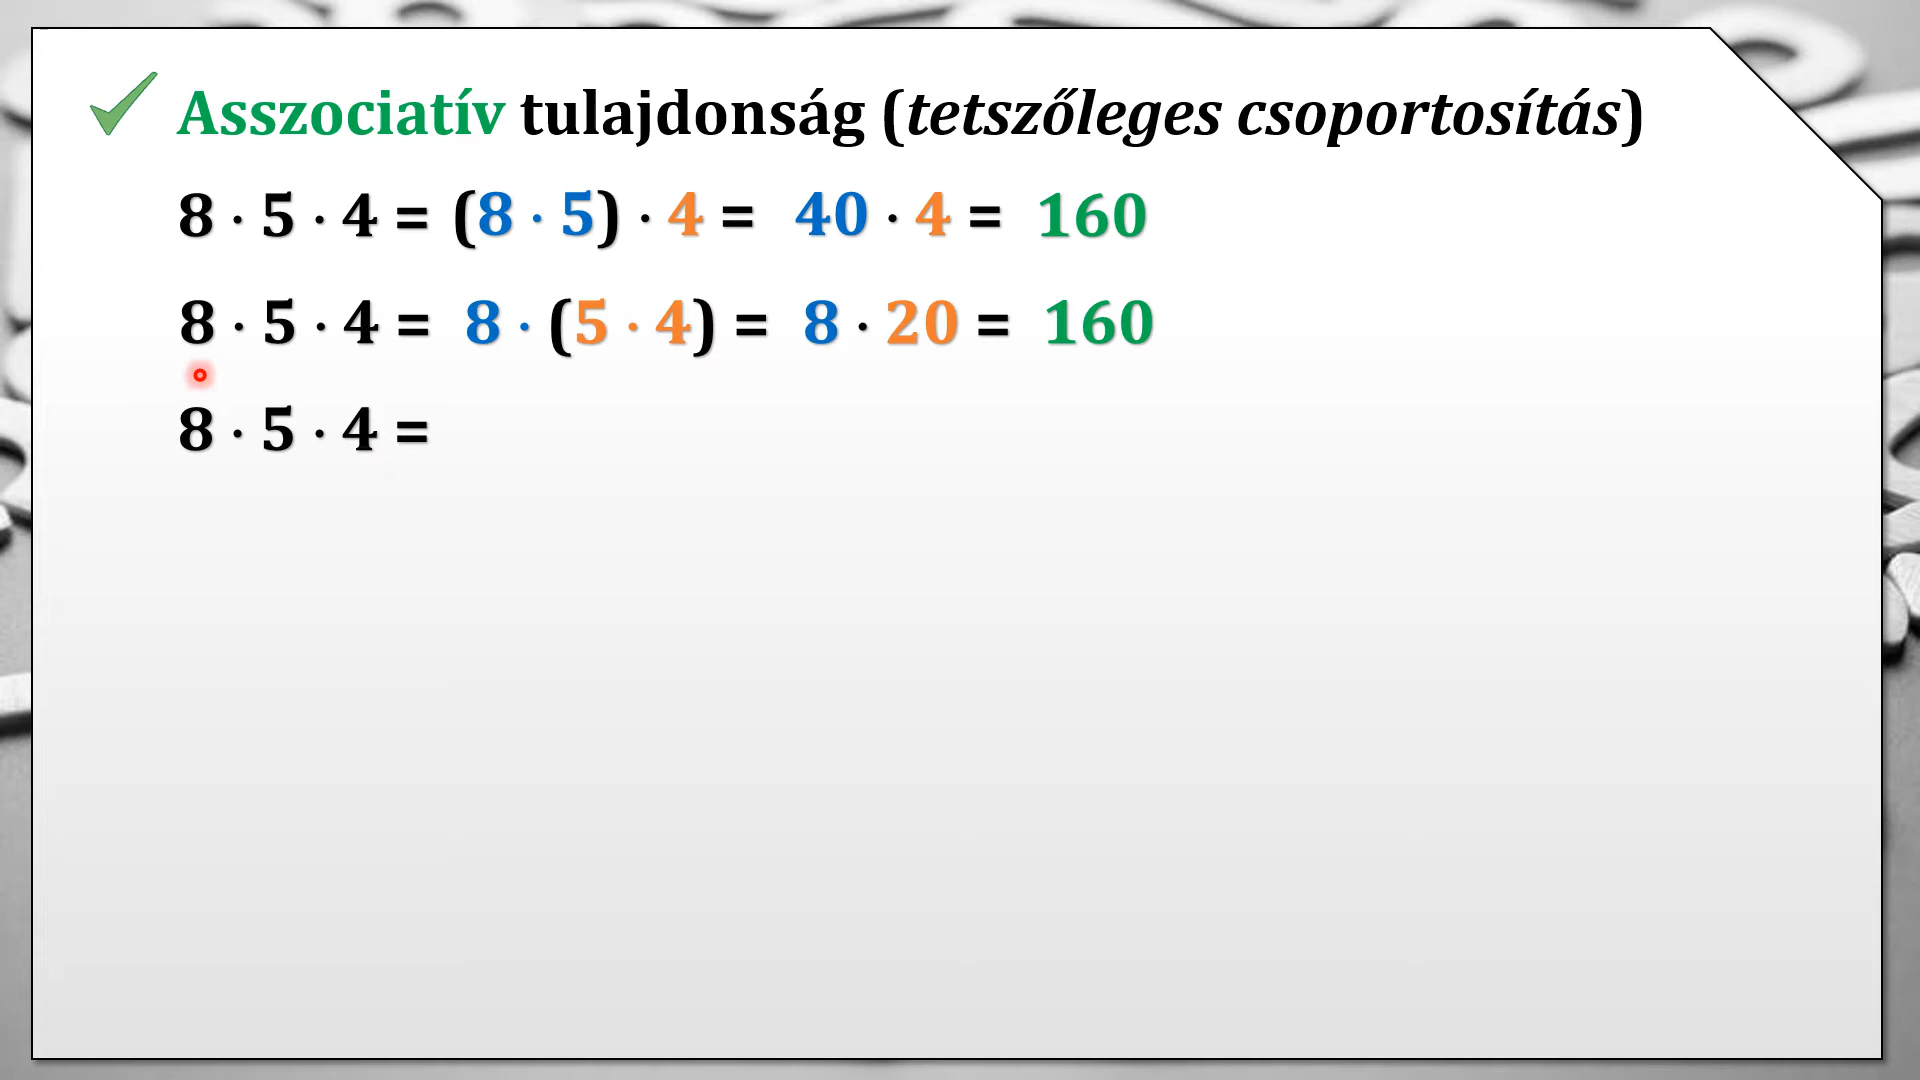 Asszociatív tulajdonság (tetszőleges csoportosítás)
8 · 5 · 4 = (8 · 5) · 4 = 40 · 4 = 160
8 · 5 · 4 = 8 · (5 · 4) = 8 · 20 = 160
8 · 5 · 4 =